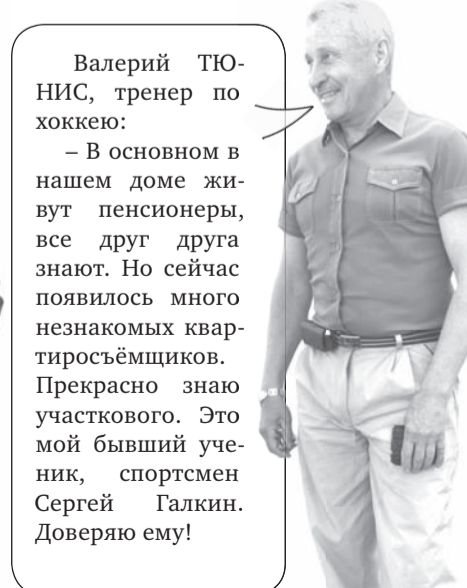 Валерий ТЮ-
НИС, тренер по
хоккею:
– В основном в
нашем доме жи-
вут пенсионеры,
все друг друга
знают. Но сейчас
появилось много
незнакомых квар-
тиросъёмщиков.
Прекрасно знаю
участкового. Это
мой бывший уче-
ник, спортсмен
Сергей Галкин.
Доверяю ему!